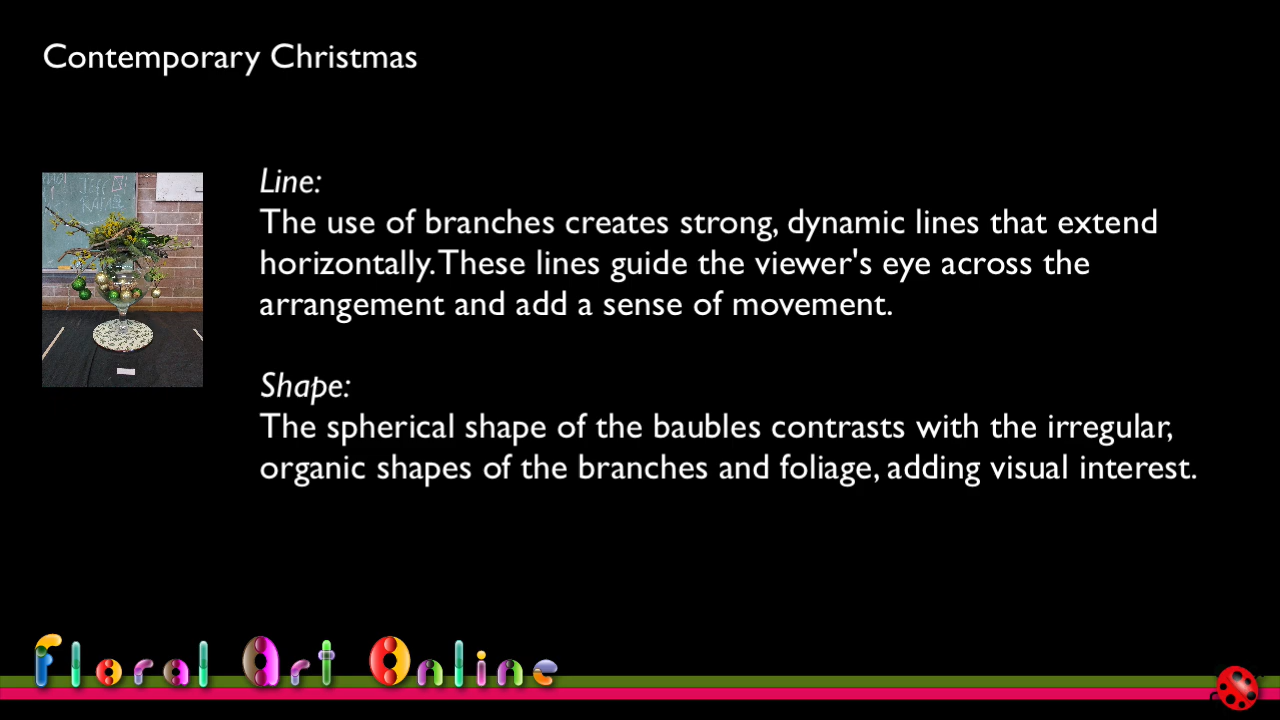 Contemporary Christmas
Line:
The use of branches creates strong, dynamic lines that extend
horizontally. These lines guide the viewer's eye across the
arrangement and add a sense of movement.
Shape:
The spherical shape of the baubles contrasts with the irregular,
organic shapes of the branches and foliage, adding visual interest.
Floral Art Online